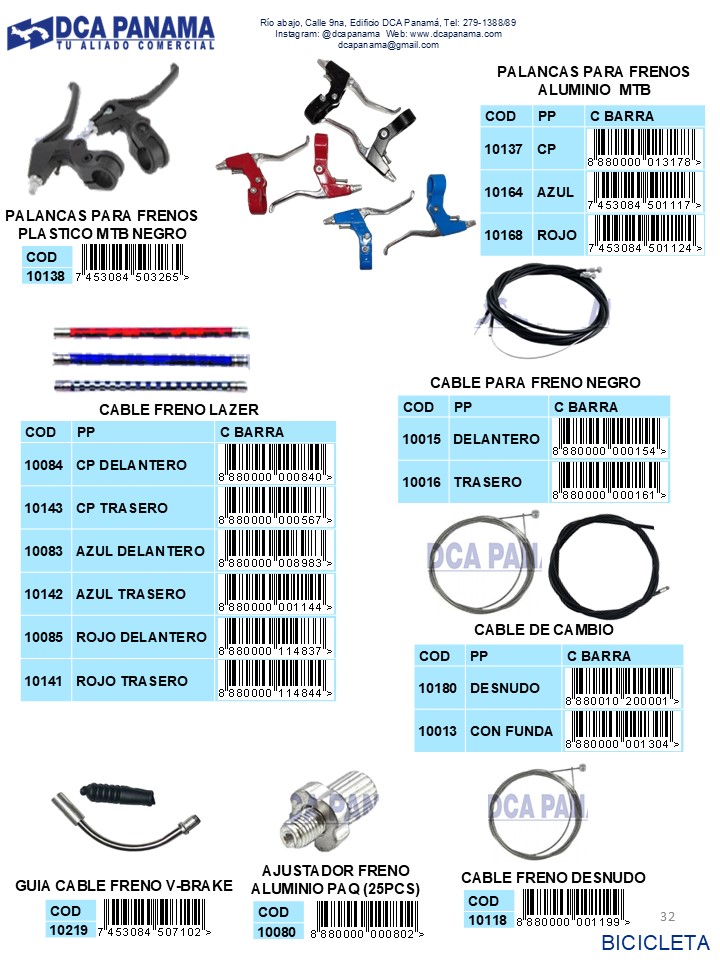 DCA PANAMA
TU ALIADO COMERCIAL
Río abajo, Calle 9na, Edificio DCA Panamá, Tel: 279-1388/89
Instagram: @dcapanama Web: www.dcapanama.com
dcapanama@gmail.com
PALANCAS PARA FRENOS
PLASTICO MTB NEGRO
COD
10138
7 453084 503265 >
PALANCAS PARA FRENOS
ALUMINIO MTB
COD PP C BARRA
10137 CP 8 880000 013178 >
10164 AZUL 7 453084 501117 >
10168 ROJO 7 453084 501124 >
CABLE FRENO LAZER
COD PP C BARRA
10084 CP DELANTERO 8 880000 000840 >
10143 CP TRASERO 8 880000 000567 >
10083 AZUL DELANTERO 8 880000 008983 >
10142 AZUL TRASERO 8 880000 001144 >
10085 ROJO DELANTERO 8 880000 114837 >
10141 ROJO TRASERO 8 880000 114844 >
CABLE PARA FRENO NEGRO
COD PP C BARRA
10015 DELANTERO 8 880000 000154 >
10016 TRASERO 8 880000 000161 >
DCA PANAMA
CABLE DE CAMBIO
COD PP C BARRA
10180 DESNUDO 8 880010 200001 >
10013 CON FUNDA 8 880000 001304 >
GUIA CABLE FRENO V-BRAKE
COD
10219
7 453084 507102 >
DCA PANAMA
AJUSTADOR FRENO
ALUMINIO PAQ (25PCS)
COD
10080
8 880000 000802 >
DCA PAN
CABLE FRENO DESNUDO
COD
10118
8 880000 001199 >
32
BICICLETA